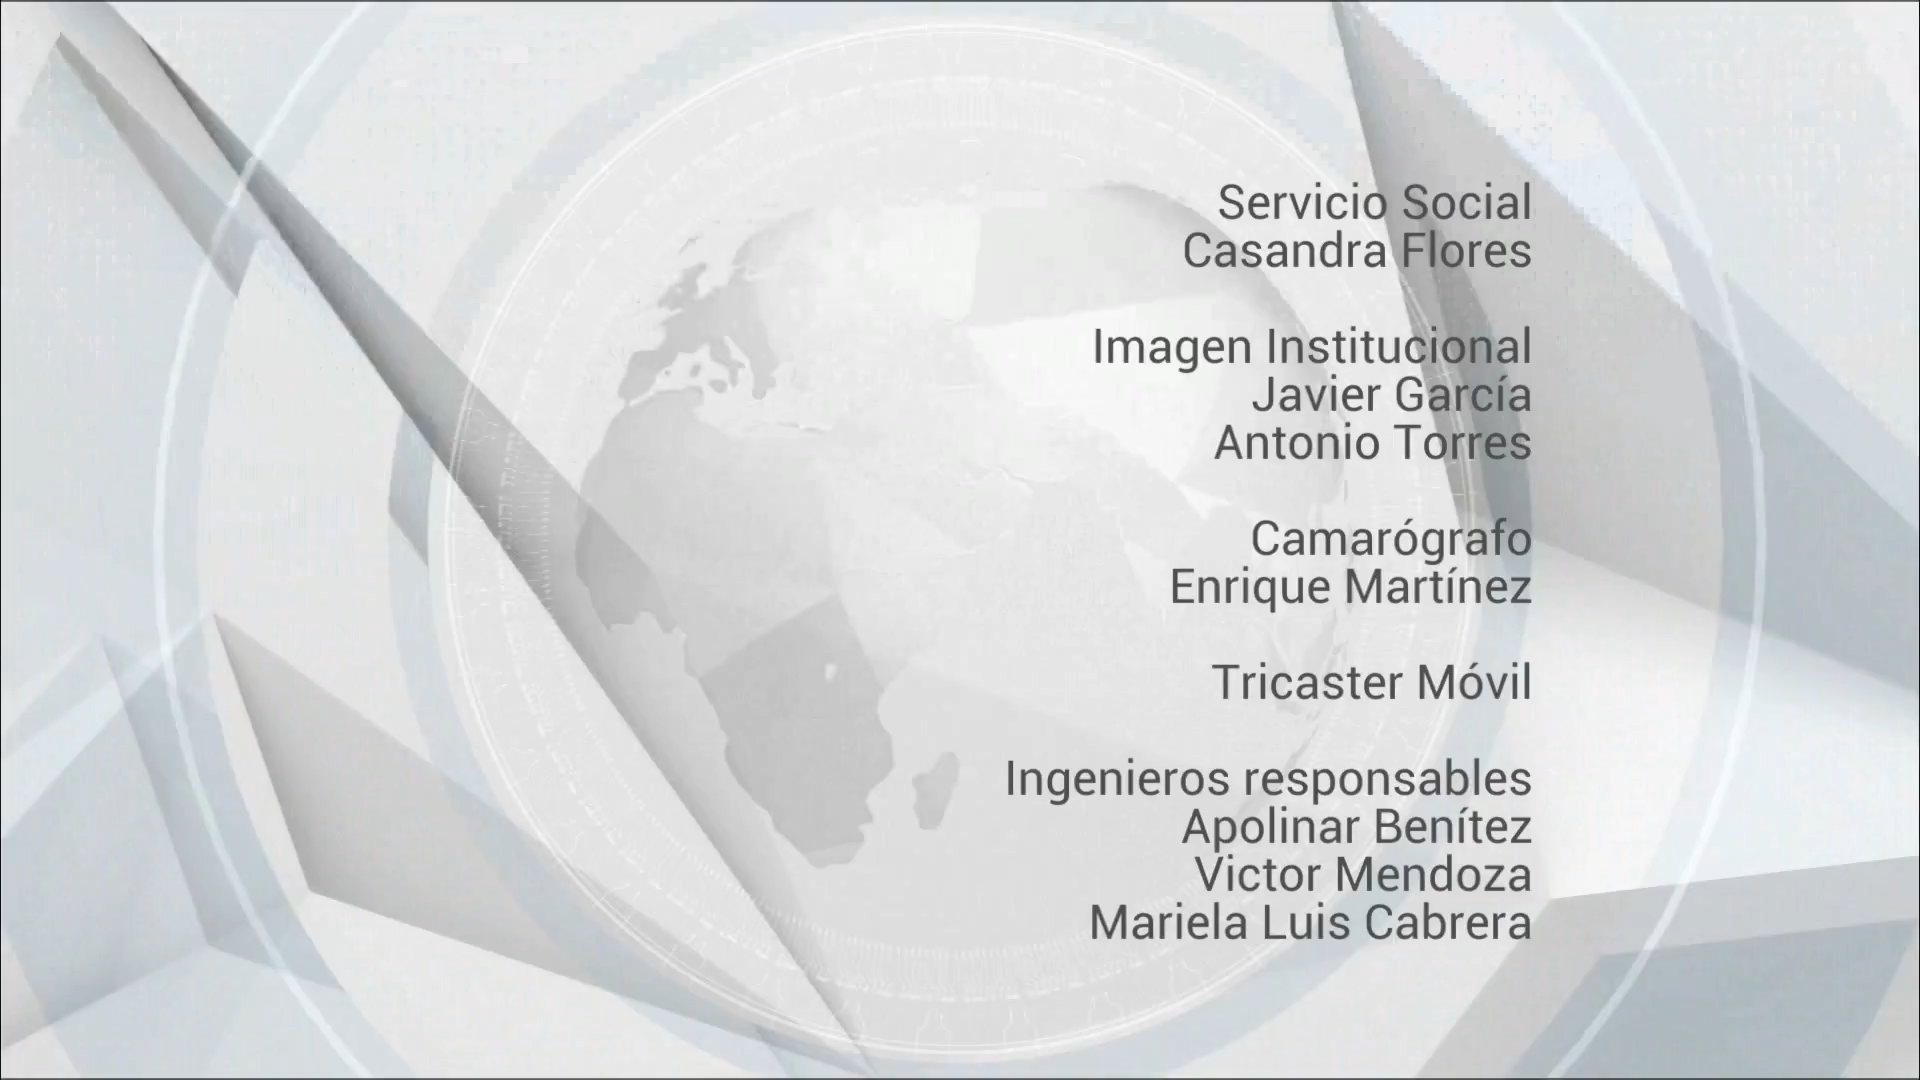 Servicio Social
Casandra Flores
Imagen Institucional
Javier García
Antonio Torres
Camarógrafo
Enrique Martínez
Tricaster Móvil
Ingenieros responsables
Apolinar Benítez
Victor Mendoza
Mariela Luis Cabrera